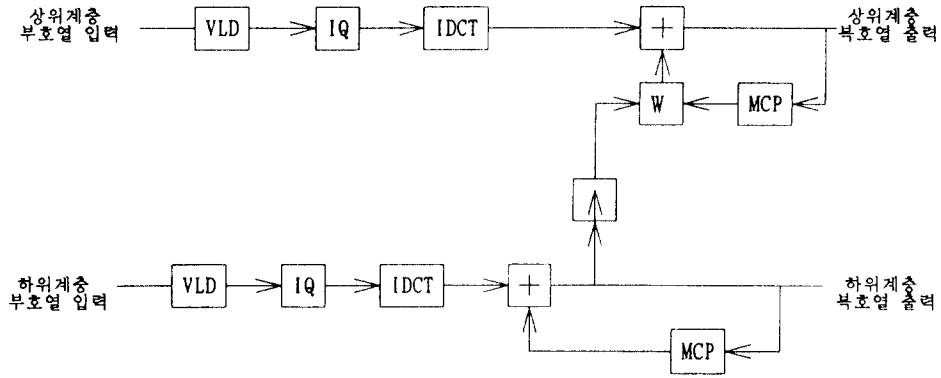 상위계층
부호열 입력
VLD
IQ
IDCT
+
상위계층
복호열 출력
W
MCP
하위계층
부호열 입력
VLD
IQ
IDCT
+
하위계층
복호열 출력
MCP